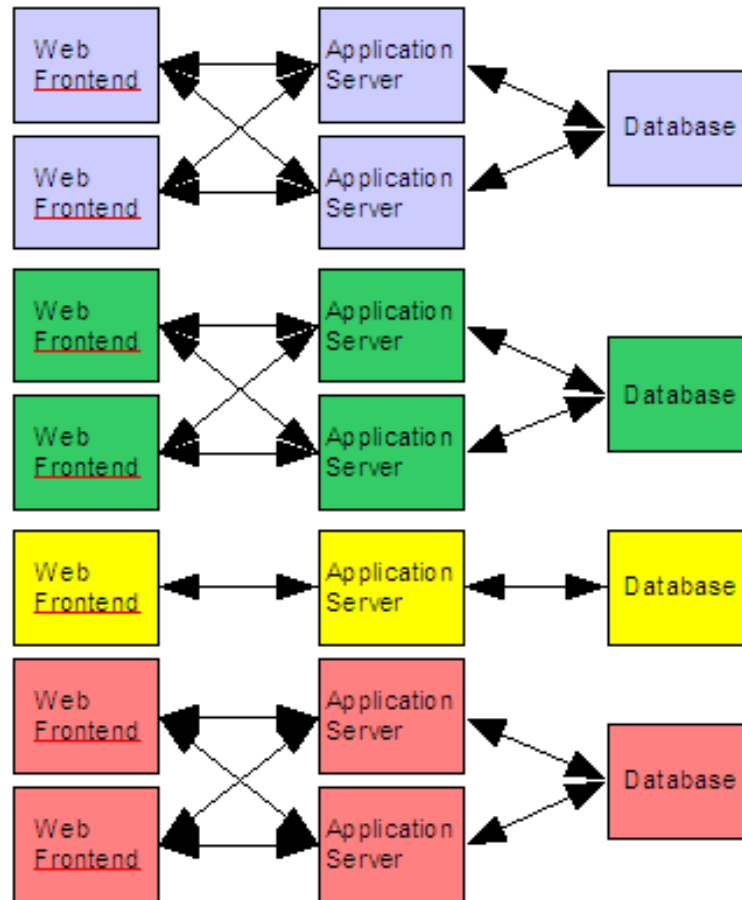 Web
Frontend
Application
Server
Database
Web
Frontend
Application
Server
Web
Frontend
Application
Server
Database
Web
Frontend
Application
Server
Web
Frontend
Application
Server
Database
Web
Frontend
Application
Server
Database
Web
Frontend
Application
Server